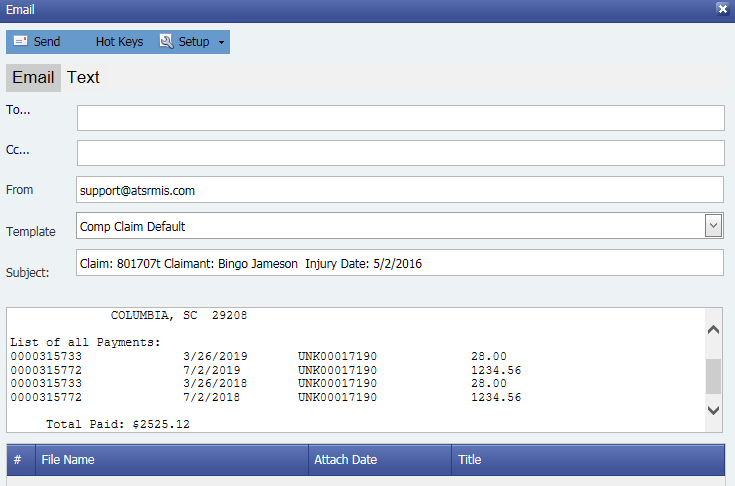 Email
Send Hot Keys Setup
Email Text
To...
Cc...
From support@atsrmis.com
Template Comp Claim Default
Subject: Claim: 801707t Claimant: Bingo Jameson Injury Date: 5/2/2016
COLUMBIA, SC 29208
List of all Payments:
0000315733 3/26/2019 UNK00017190 28.00
0000315772 7/2/2019 UNK00017190 1234.56
0000315733 3/26/2018 UNK00017190 28.00
0000315772 7/2/2018 UNK00017190 1234.56
Total Paid: $2525.12
# File Name Attach Date Title